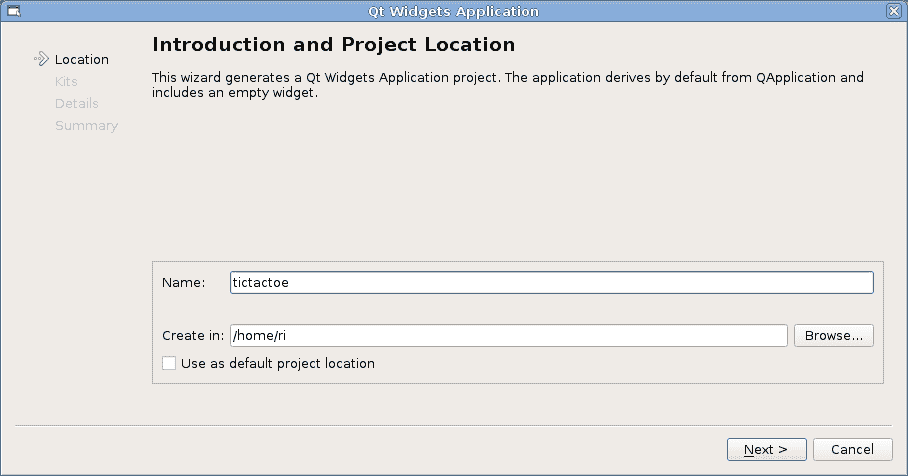 Qt Widgets Application
Location
Kits
Details
Summary
Introduction and Project Location
This wizard generates a Qt Widgets Application project. The application derives by default from QApplication and
includes an empty widget.
Name: tictactoe
Create in: /home/ri Browse...
Use as default project location
Next > Cancel